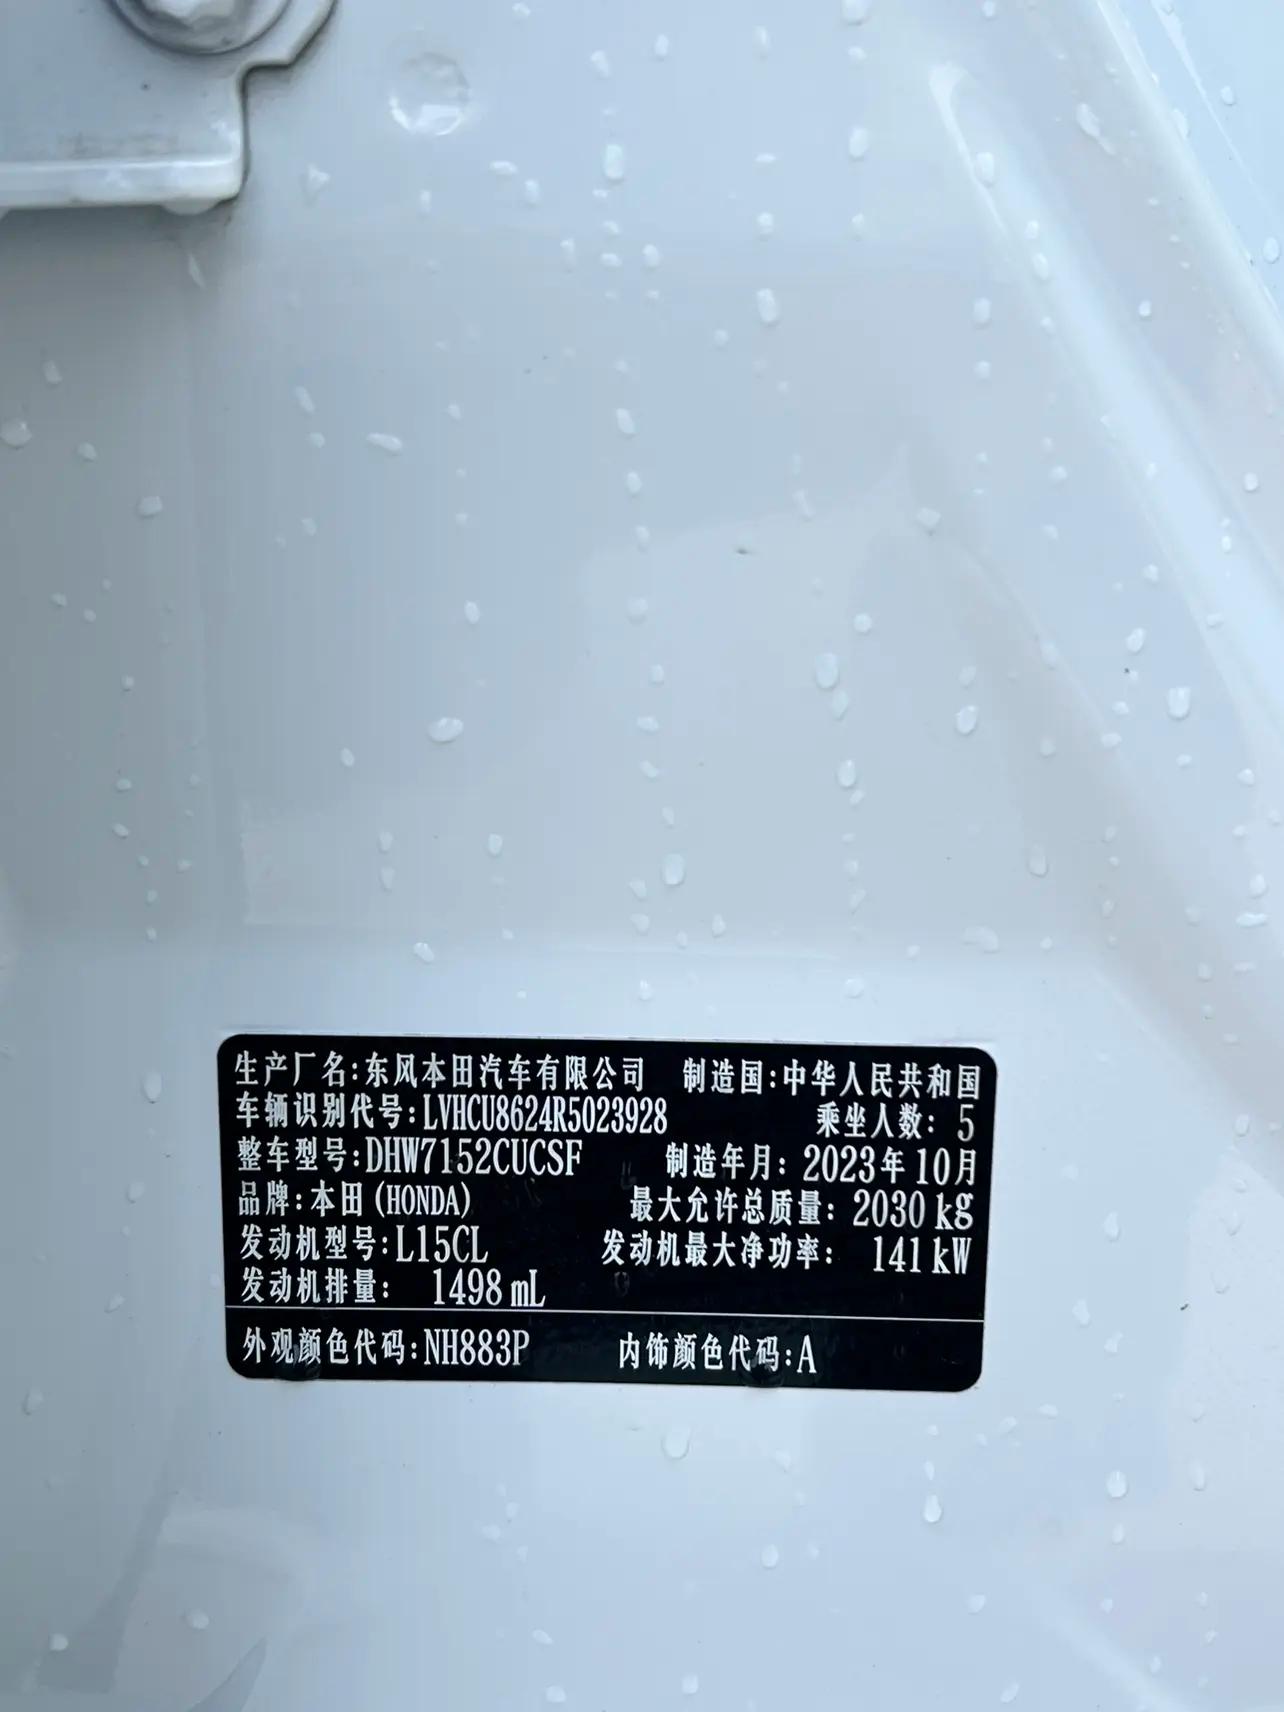 生产厂名:东风本田汽车有限公司 制造国:中华人民共和国
车辆识别代号:LVHCU8624R5023928 乘坐人数: 5
整车型号:DHW7152CUCSF 制造年月: 2023年10月
品牌:本田(HONDA) 最大允许总质量: 2030 kg
发动机型号:L15CL 发动机最大净功率: 141 kW
发动机排量: 1498 mL
外观颜色代码:NH883P 内饰颜色代码:A